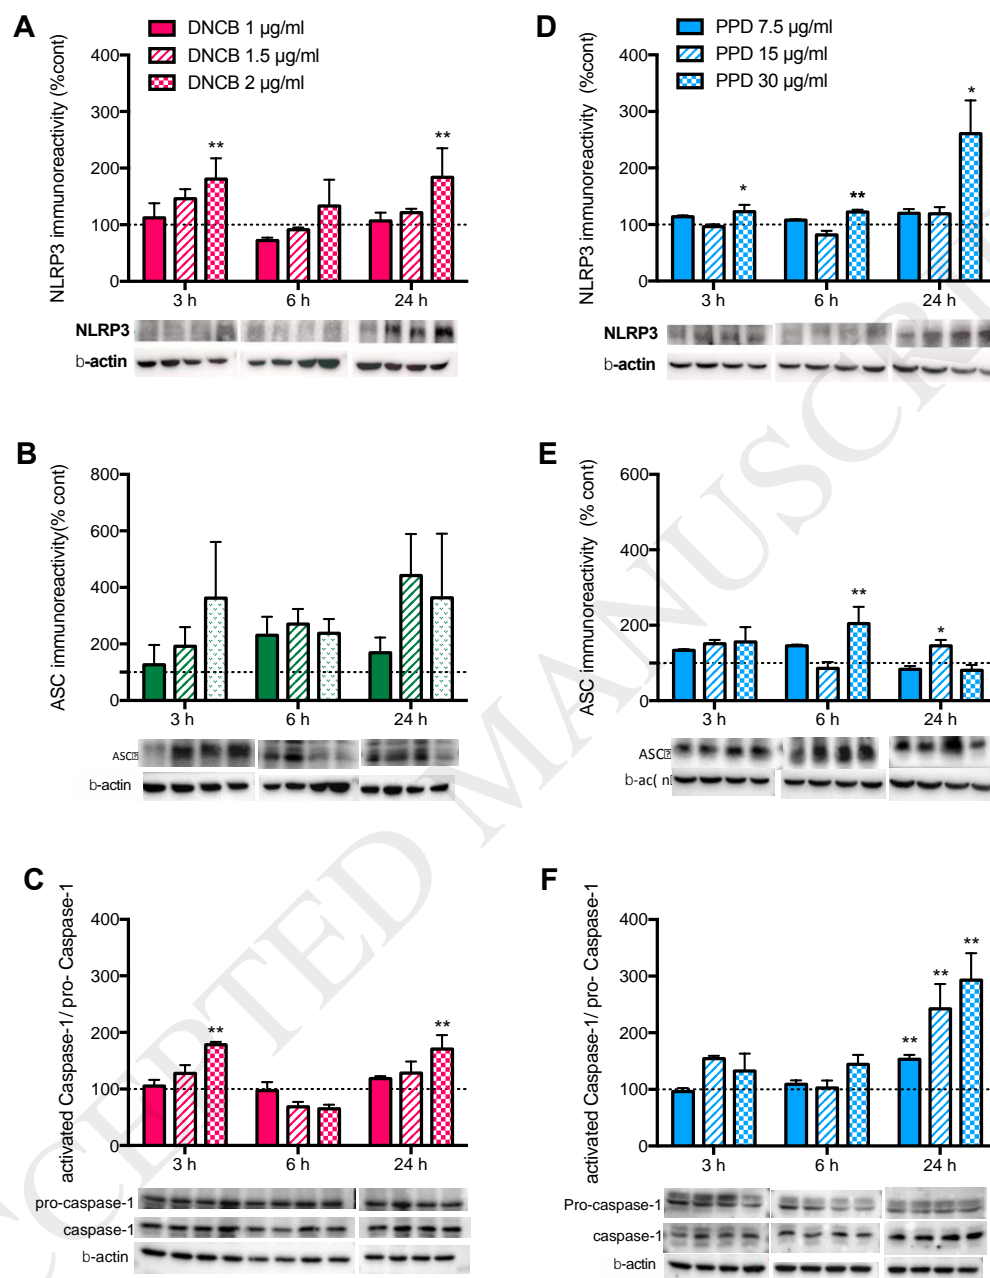 A
DNCB 1 µg/ml
DNCB 1.5 µg/ml
DNCB 2 µg/ml
NLRP3 immunoreactivity (%cont)
400
300
200
100
0
**
**
3 h
6 h
24 h
NLRP3
b-actin
D
PPD 7.5 µg/ml
PPD 15 µg/ml
PPD 30 µg/ml
NLRP3 immunoreactivity (%cont)
400
300
200
100
0
*
**
*
3 h
6 h
24 h
NLRP3
b-actin
B
ASC immunoreactivity(% cont)
800
600
400
200
100
0
3 h
6 h
24 h
ASC
b-actin
E
ASC immunoreactivity (% cont)
600
400
200
100
0
**
*
3 h
6 h
24 h
ASC
b-ac( n
C
activated Caspase-1/ pro- Caspase-1
400
300
200
100
0
**
**
3 h
6 h
24 h
pro-caspase-1
caspase-1
b-actin
F
activated Caspase-1/ pro- Caspase-1
400
300
200
100
0
**
**
**
3 h
6 h
24 h
Pro-caspase-1
caspase-1
b-actin
CCEPTED MANUSCRI